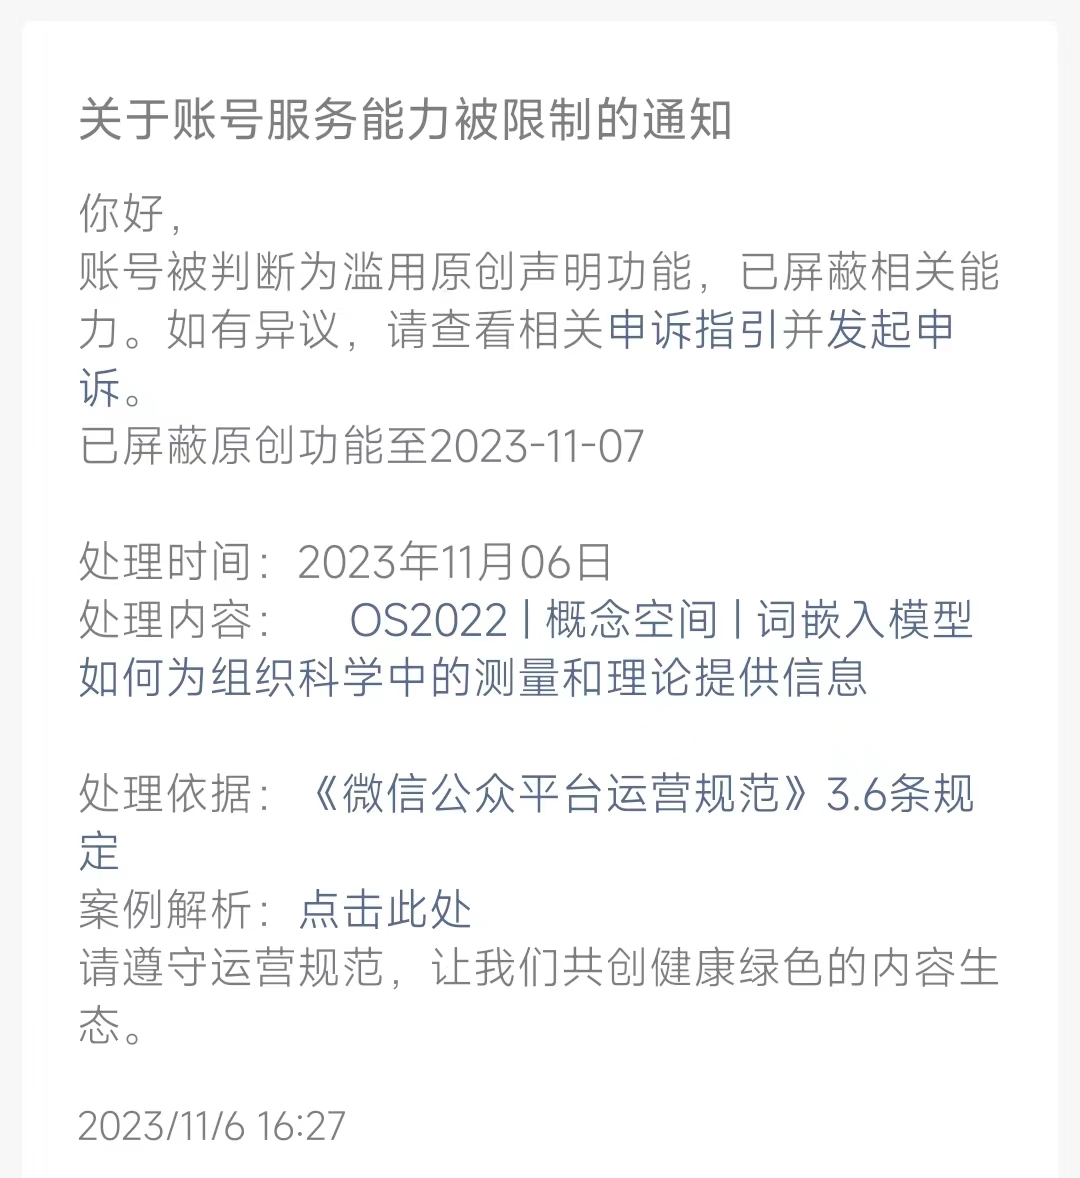 关于账号服务能力被限制的通知
你好，
账号被判断为滥用原创声明功能，已屏蔽相关能
力。如有异议，请查看相关申诉指引并发起申
诉。
已屏蔽原创功能至2023-11-07
处理时间：2023年11月06日
处理内容： OS2022 | 概念空间 | 词嵌入模型
如何为组织科学中的测量和理论提供信息
处理依据：《微信公众平台运营规范》3.6条规
定
案例解析：点击此处
请遵守运营规范，让我们共创健康绿色的内容生
态。
2023/11/6 16:27